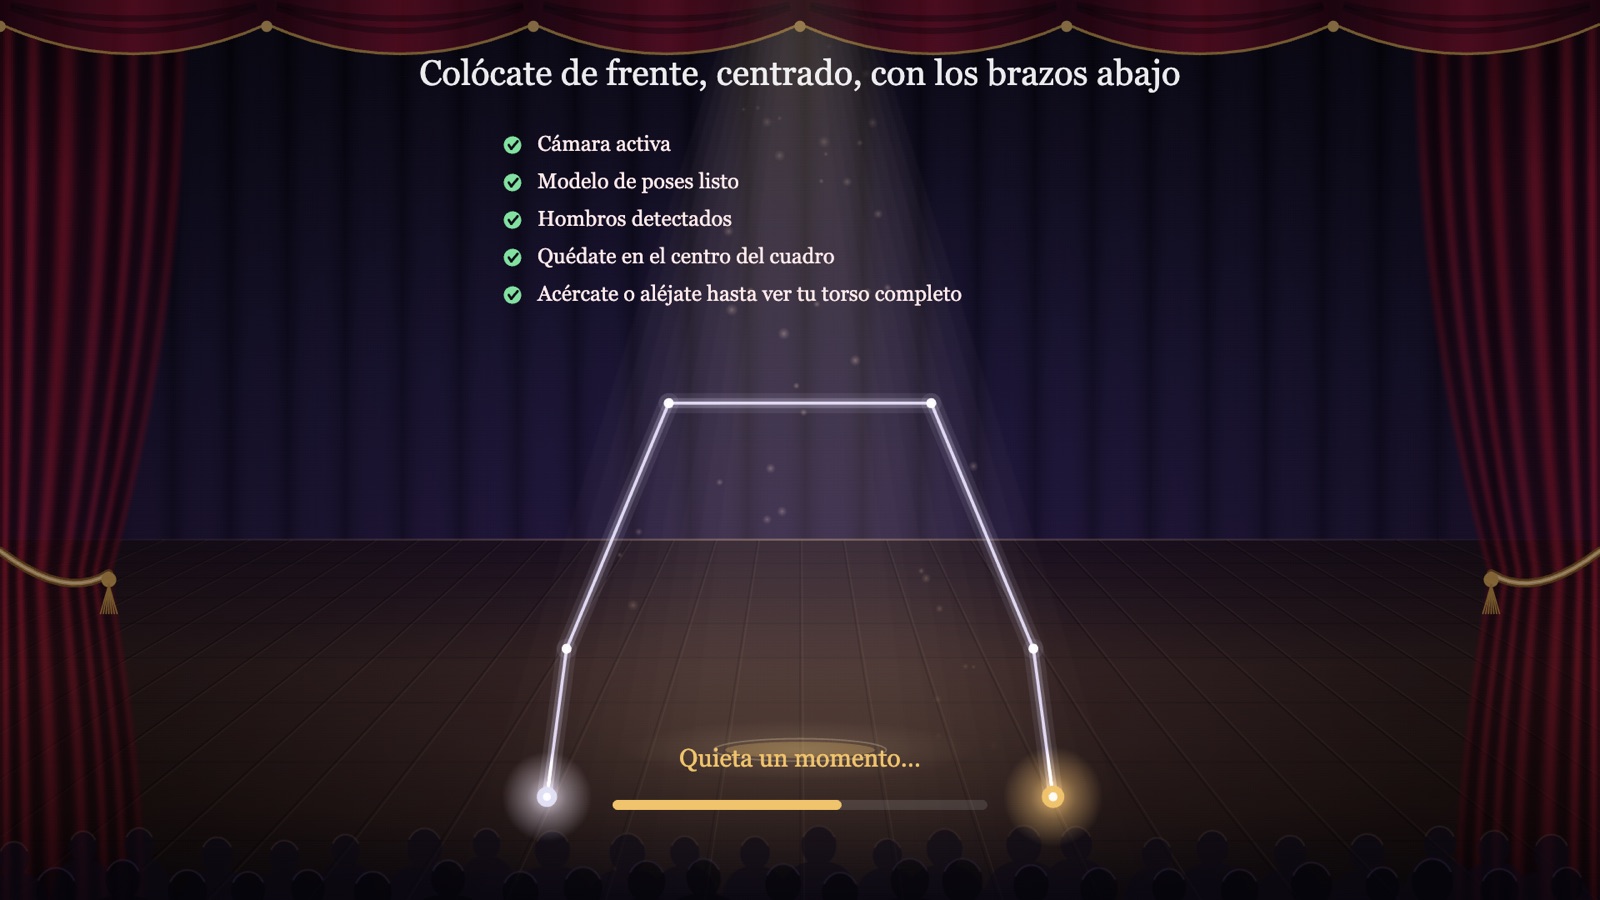 Colócate de frente, centrado, con los brazos abajo
Cámara activa
Modelo de poses listo
Hombros detectados
Quédate en el centro del cuadro
Acércate o aléjate hasta ver tu torso completo
Quieta un momento...